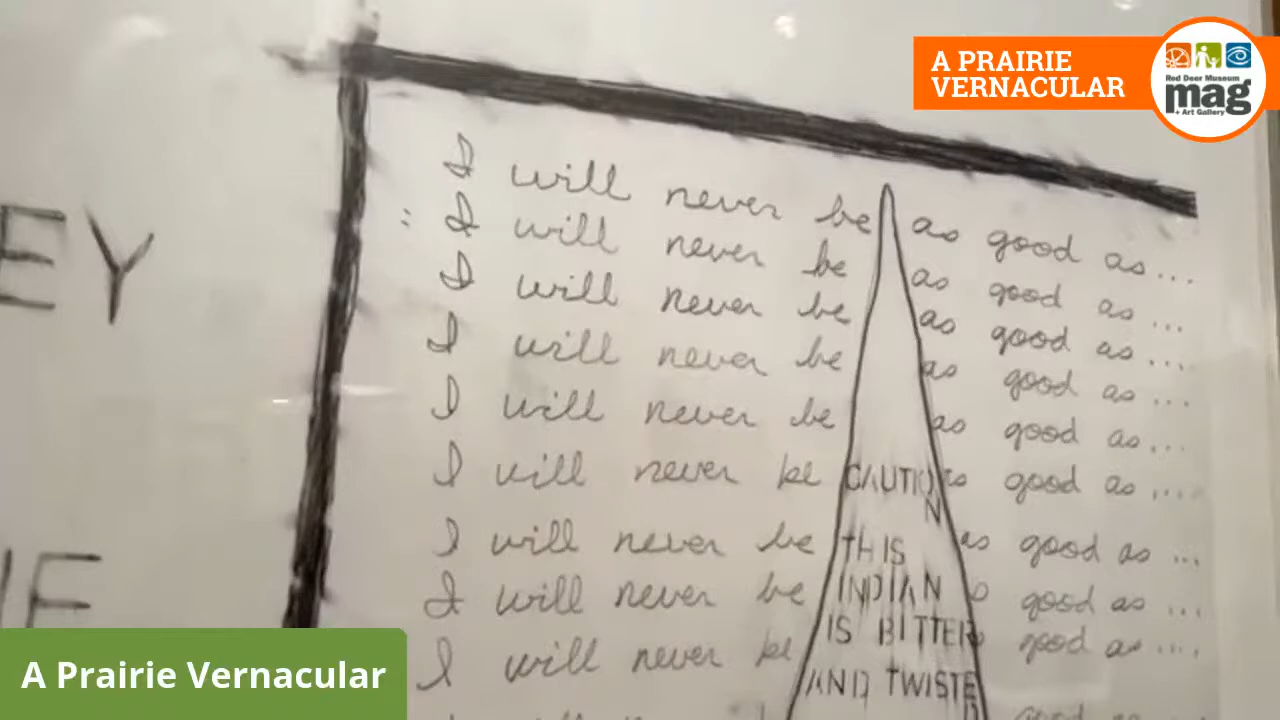 A PRAIRIE
VERNACULAR
Red Deer Museum
mag
+ Art Gallery
EY
I will never be as good as...
: I will never be as good as...
I will never be as good as...
I will never be as good as...
I will never be as good as...
I will never be as good as...
I will never be as good as...
I will never be as good as...
I will never be good as...
CAUTION
THIS
INDIAN
IS BITTER
AND TWISTED
A Prairie Vernacular